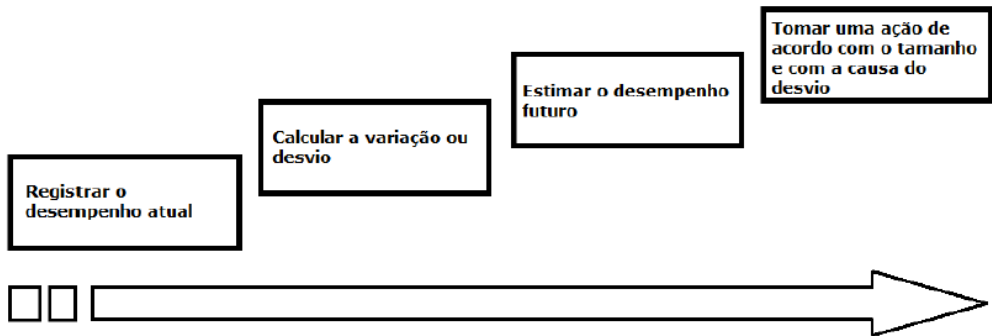 Registrar o
desempenho atual
Calcular a variação ou
desvio
Estimar o desempenho
futuro
Tomar uma ação de
acordo com o tamanho
e com a causa do
desvio